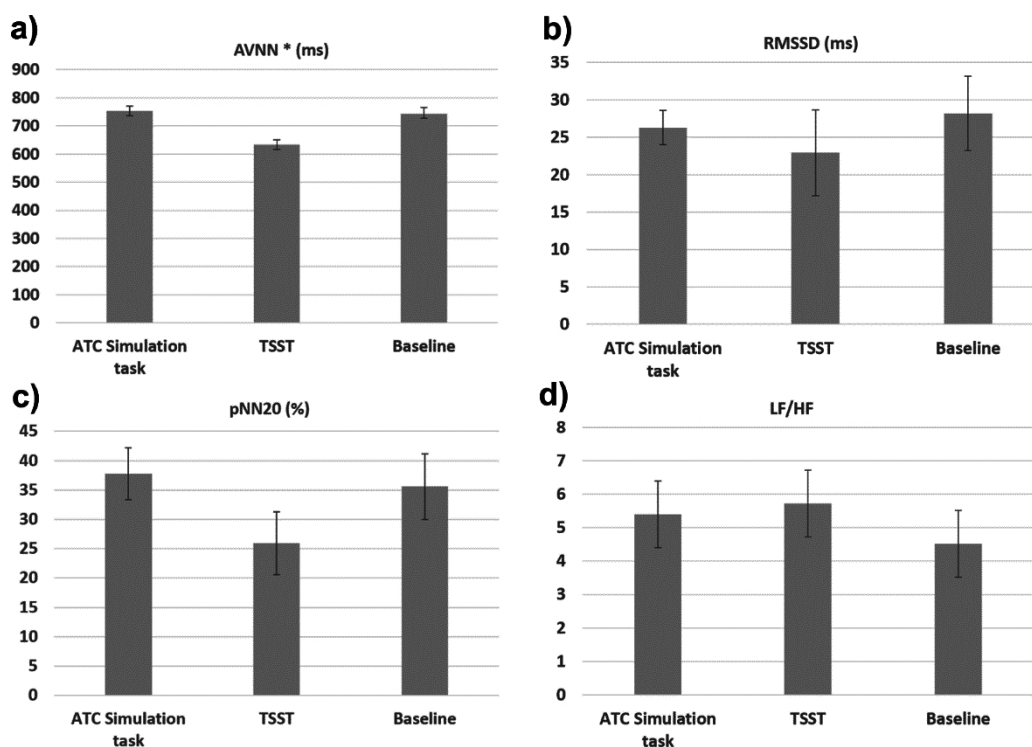 a)
AVNN * (ms)
900
800
700
600
500
400
300
200
100
0
ATC Simulation
task
TSST
Baseline
b)
RMSSD (ms)
35
30
25
20
15
10
5
0
ATC Simulation
task
TSST
Baseline
c)
pNN20 (%)
45
40
35
30
25
20
15
10
5
0
ATC Simulation
task
TSST
Baseline
d)
LF/HF
8
7
6
5
4
3
2
1
0
ATC Simulation
task
TSST
Baseline